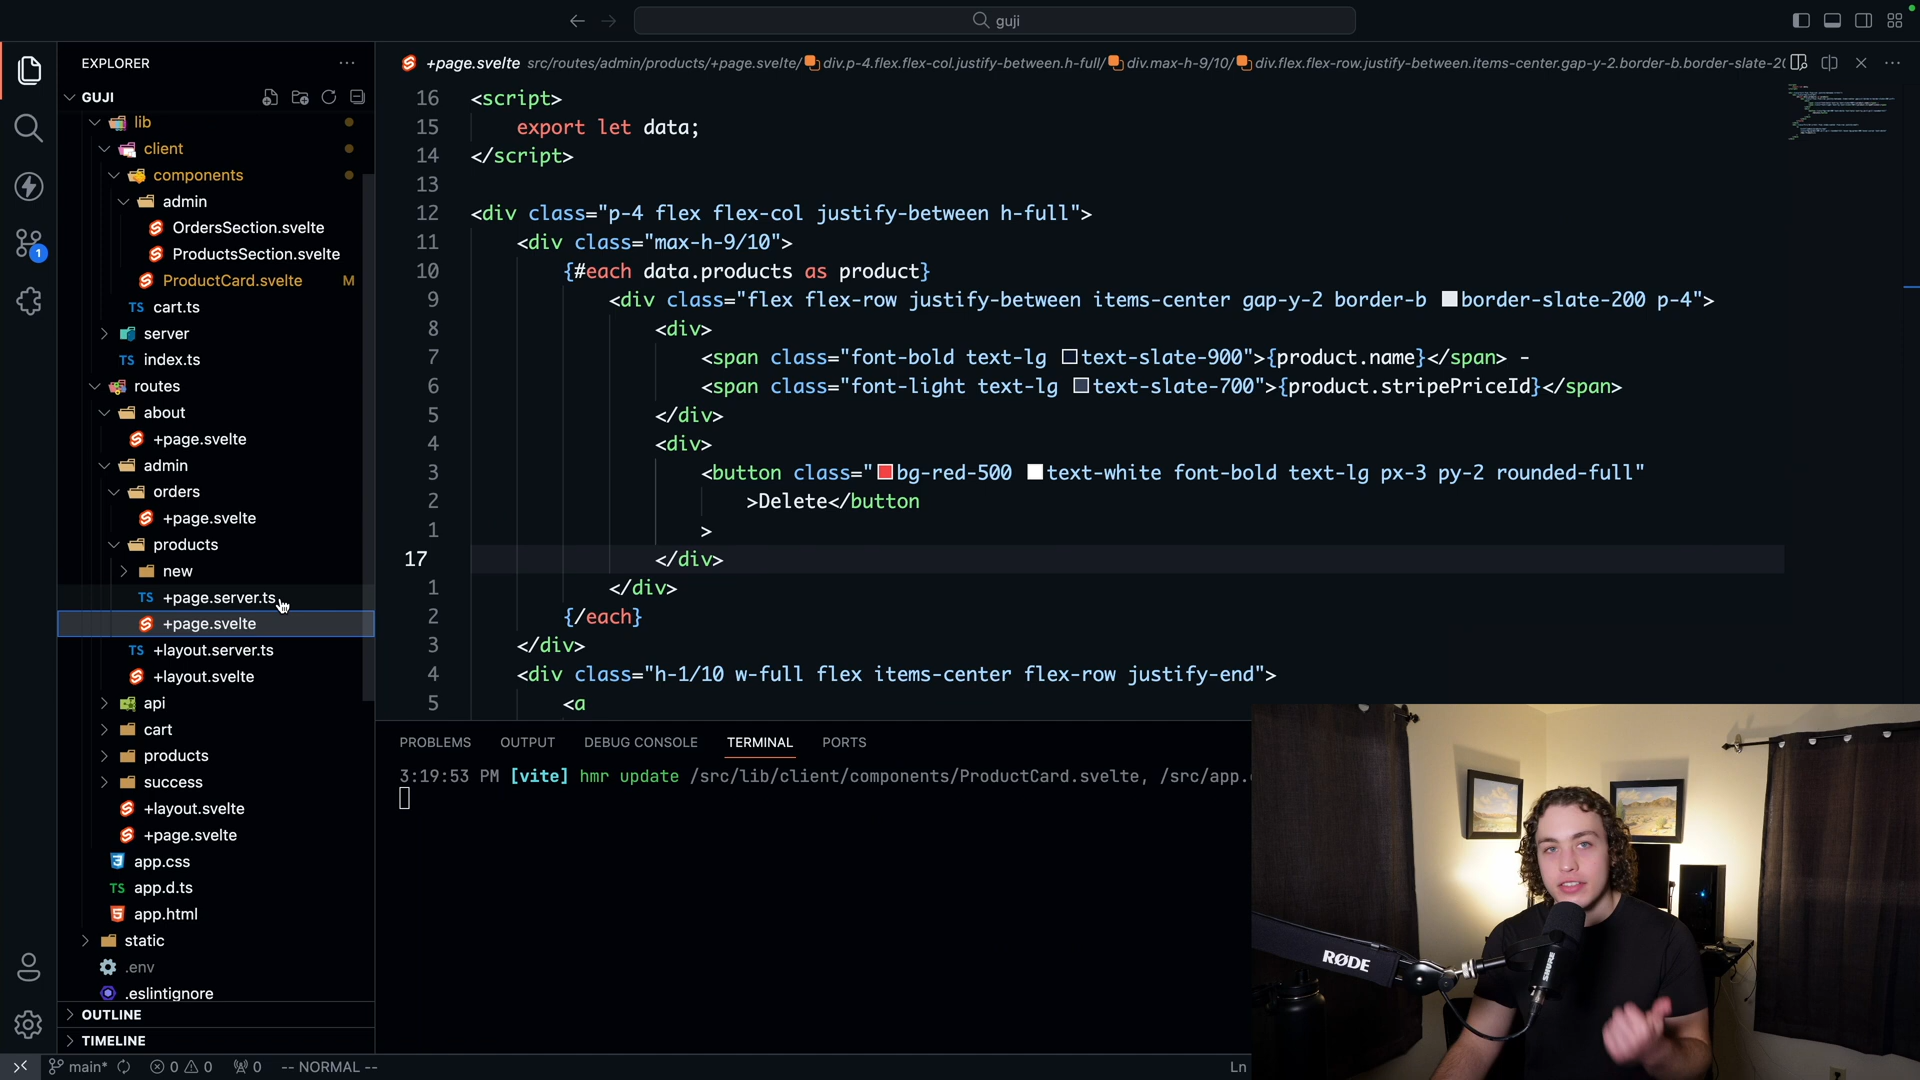 guji
EXPLORER
GUJI
lib
client
components
admin
OrdersSection.svelte
ProductsSection.svelte
ProductCard.svelte M
TS cart.ts
server
TS index.ts
routes
about
+page.svelte
admin
orders
+page.svelte
products
new
TS +page.server.ts
+page.svelte
TS +layout.server.ts
+layout.svelte
api
cart
products
success
+layout.svelte
+page.svelte
app.css
TS app.d.ts
app.html
static
.env
.eslintignore
OUTLINE
TIMELINE
1
+page.svelte src/routes/admin/products/+page.svelte/ div.p-4.flex.flex-col.justify-between.h-full/ div.max-h-9/10/ div.flex.flex-row.justify-between.items-center.gap-y-2.border-b.border-slate-20
16 <script>
15 export let data;
14 </script>
13
12 <div class="p-4 flex flex-col justify-between h-full">
11 <div class="max-h-9/10">
10 {#each data.products as product}
9 <div class="flex flex-row justify-between items-center gap-y-2 border-b border-slate-200 p-4">
8 <div>
7 <span class="font-bold text-lg text-slate-900">{product.name}</span> -
6 <span class="font-light text-lg text-slate-700">{product.stripePriceId}</span>
5 </div>
4 <div>
3 <button class="bg-red-500 text-white font-bold text-lg px-3 py-2 rounded-full"
2 >Delete</button
1 >
17 </div>
1 </div>
2 {/each}
3 </div>
4 <div class="h-1/10 w-full flex items-center flex-row justify-end">
5 <a
PROBLEMS OUTPUT DEBUG CONSOLE TERMINAL PORTS
3:19:53 PM [vite] hmr update /src/lib/client/components/ProductCard.svelte, /src/app.
RØDE
SHURE
main* 0 0 0 -- NORMAL -- Ln